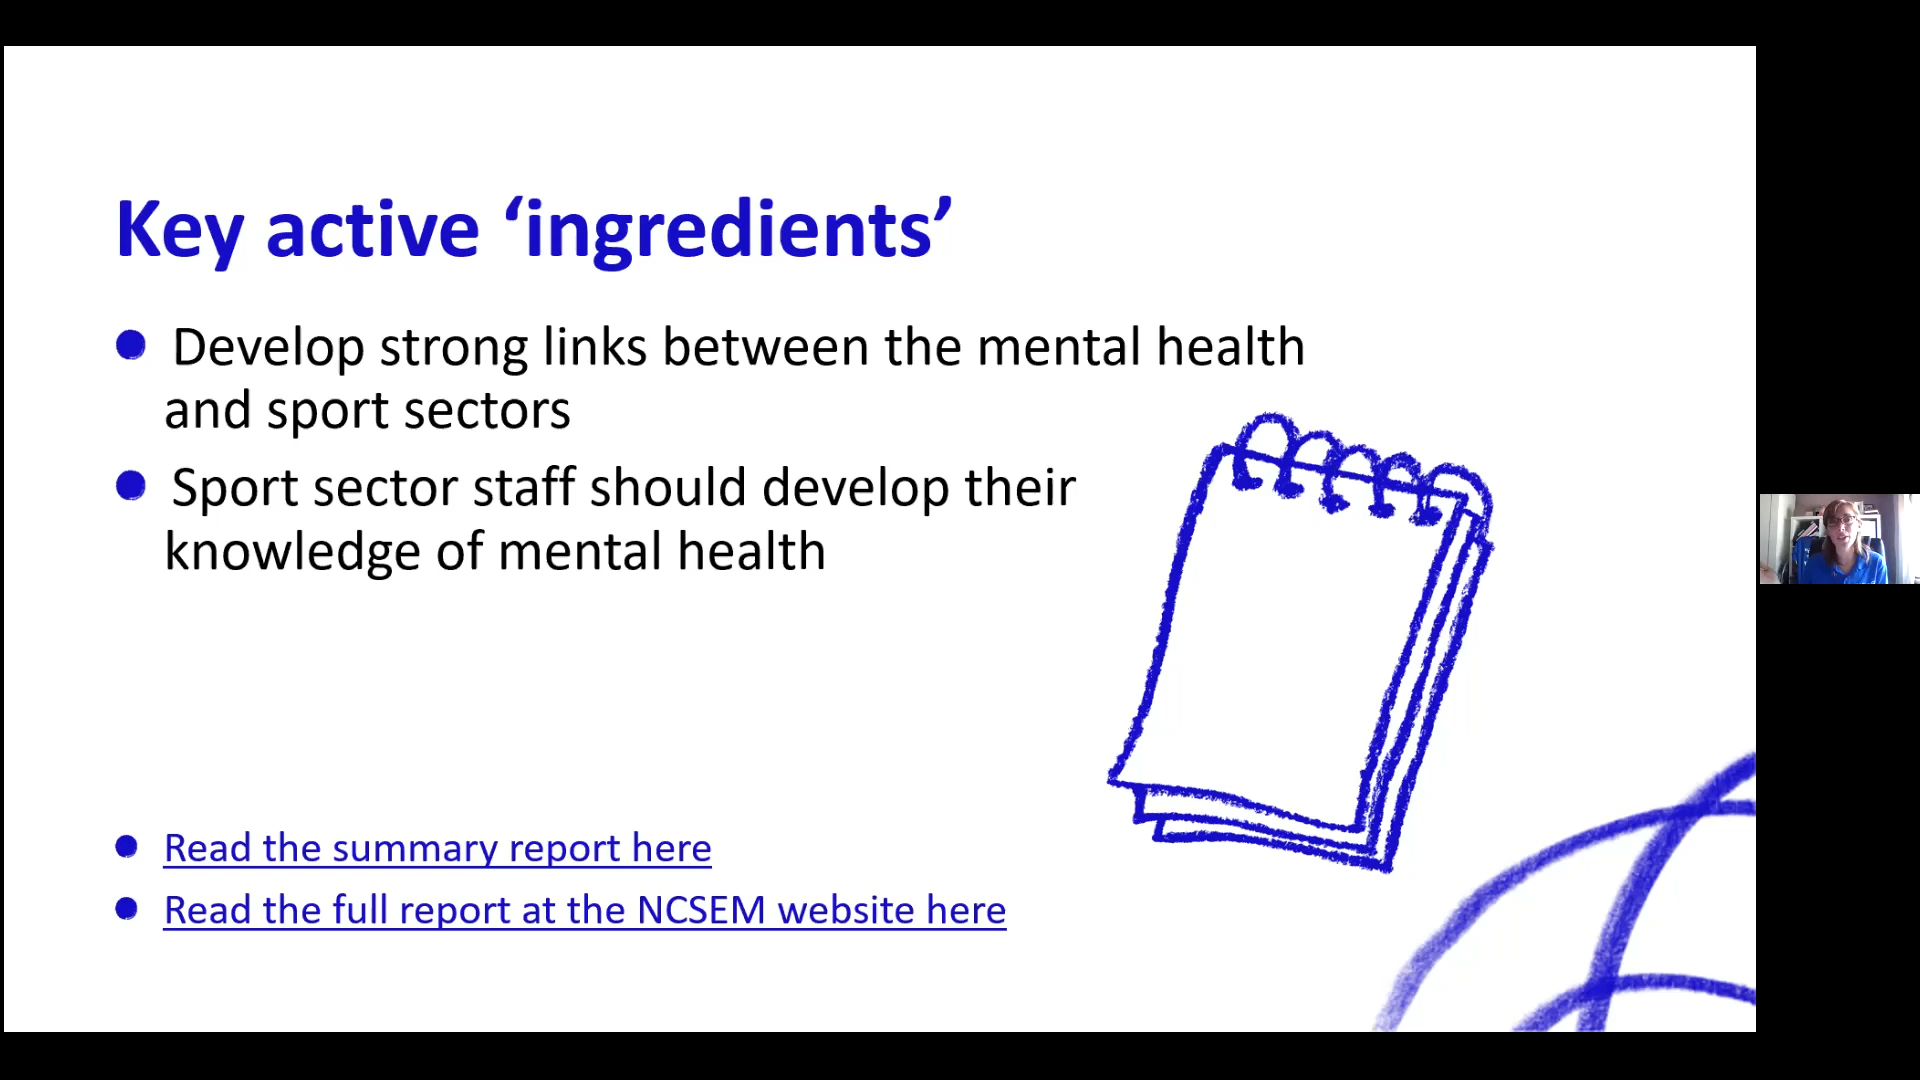 Key active ‘ingredients’
Develop strong links between the mental health
and sport sectors
Sport sector staff should develop their
knowledge of mental health
Read the summary report here
Read the full report at the NCSEM website here